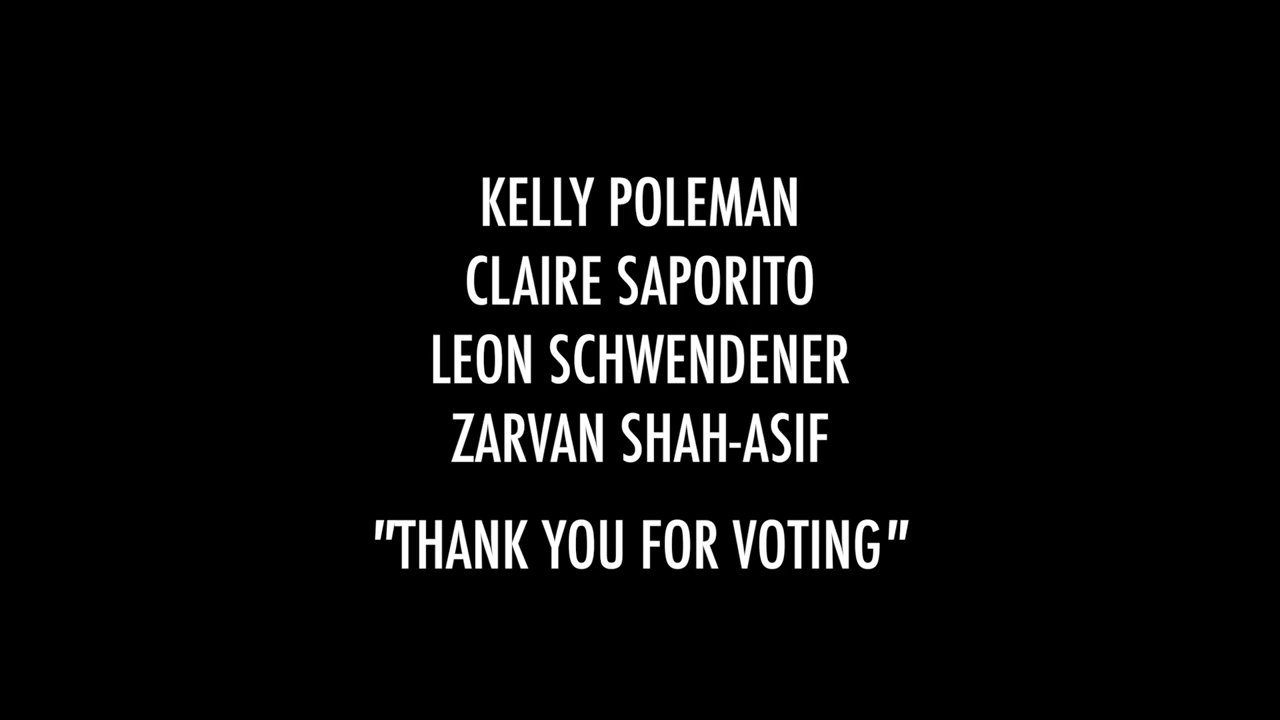 KELLY POLEMAN
CLAIRE SAPORITO
LEON SCHWENDENER
ZARVAN SHAH-ASIF
"THANK YOU FOR VOTING"